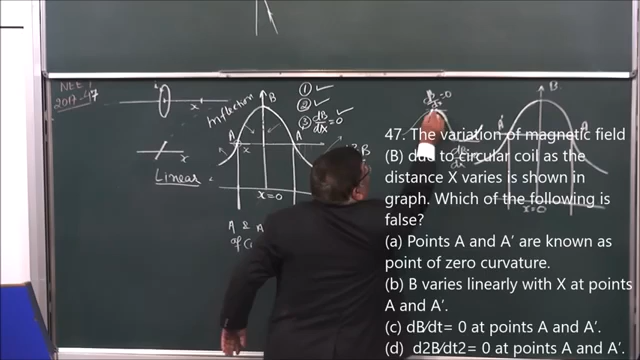 NEET
2017-47
x
x
Linear
inflection
B
A
A'
x
x=0
① ✓
② ✓
③ dB/dx = 0 ✓
A & A'
dB/dx = 0
B
A'
x=0
47. The variation of magnetic field
(B) due to circular coil as the
distance X varies is shown in
graph. Which of the following is
false?
(a) Points A and A’ are known as
point of zero curvature.
(b) B varies linearly with X at points
A and A’.
(c) dB⁄dt= 0 at points A and A’.
(d)  d2B⁄dt2= 0 at points A and A’.